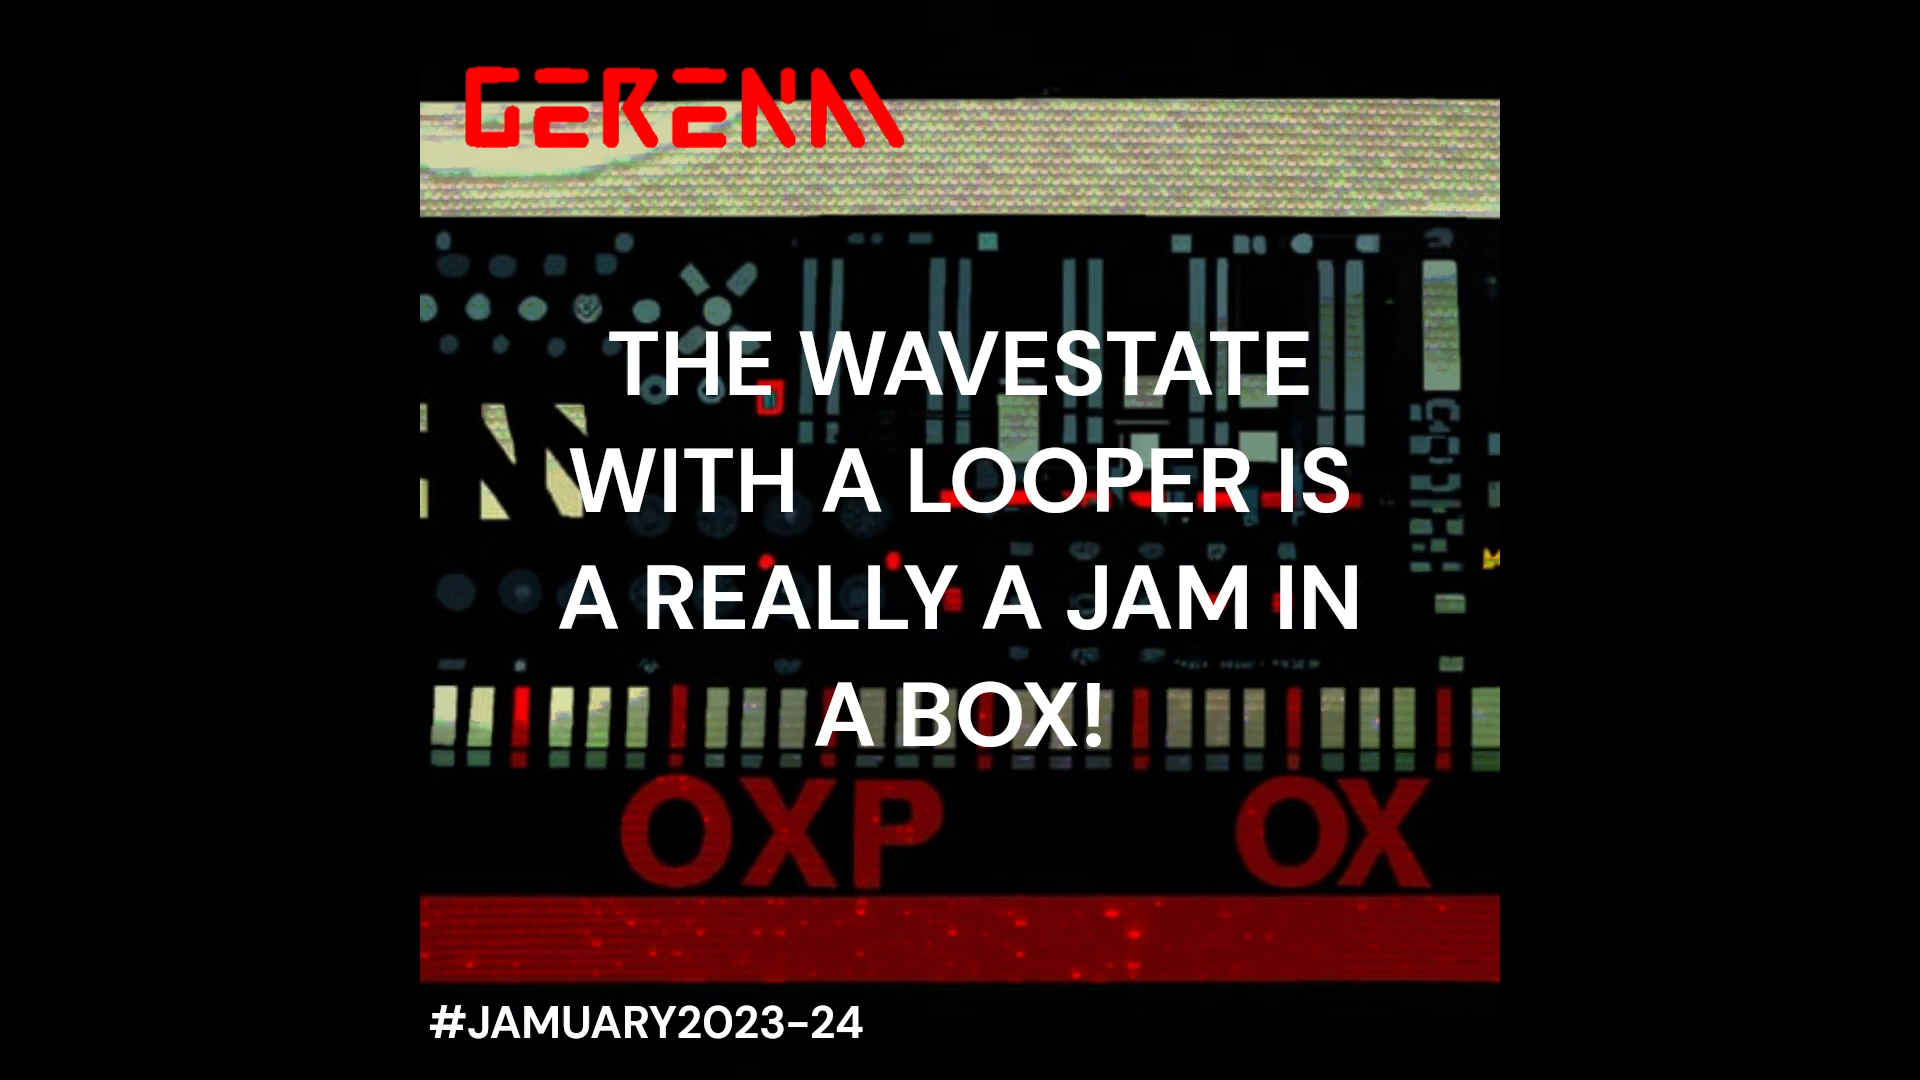 GERENM
THE WAVESTATE
WITH A LOOPER IS
A REALLY A JAM IN
A BOX!
OXP OX
#JAMUARY2023-24